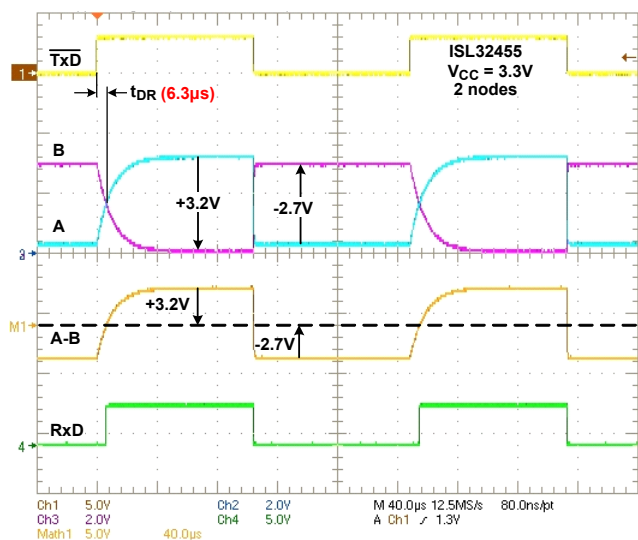 TxD
ISL32455
VCC = 3.3V
2 nodes
1
tDR (6.3µs)
B
+3.2V
-2.7V
A
3
+3.2V
M1
A-B
-2.7V
RxD
4
Ch1 5.0V Ch2 2.0V M 40.0µs 12.5MS/s 80.0ns/pt
Ch3 2.0V Ch4 5.0V A Ch1 ∫ 1.3V
Math1 5.0V 40.0µs